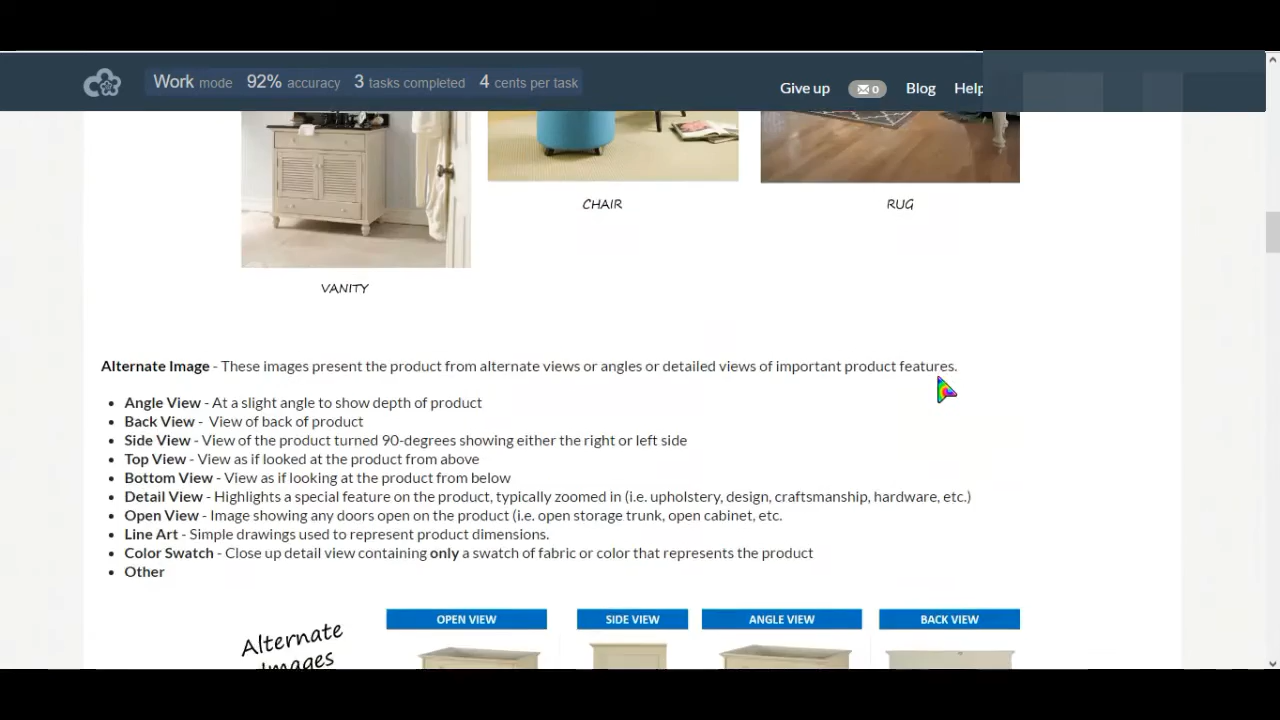 Work mode 92% accuracy 3 tasks completed 4 cents per task
Give up 0 Blog Help
CHAIR
RUG
VANITY
Alternate Image - These images present the product from alternate views or angles or detailed views of important product features.
Angle View - At a slight angle to show depth of product
Back View - View of back of product
Side View - View of the product turned 90-degrees showing either the right or left side
Top View - View as if looked at the product from above
Bottom View - View as if looking at the product from below
Detail View - Highlights a special feature on the product, typically zoomed in (i.e. upholstery, design, craftsmanship, hardware, etc.)
Open View - Image showing any doors open on the product (i.e. open storage trunk, open cabinet, etc.
Line Art - Simple drawings used to represent product dimensions.
Color Swatch - Close up detail view containing only a swatch of fabric or color that represents the product
Other
OPEN VIEW SIDE VIEW ANGLE VIEW BACK VIEW
Alternate
Images